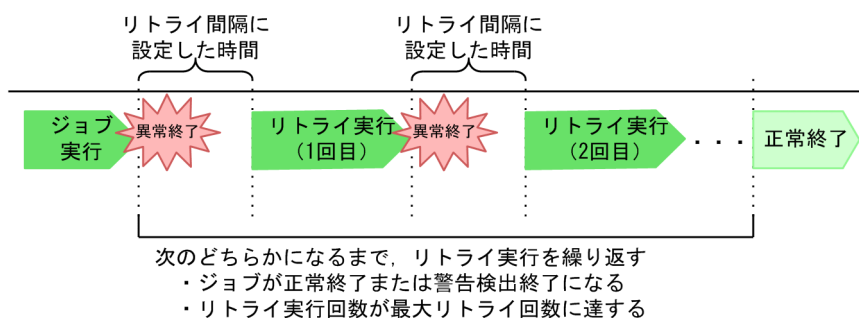 リトライ間隔に
設定した時間
リトライ間隔に
設定した時間
ジョブ
実行
異常終了
リトライ実行
(1回目)
異常終了
リトライ実行
(2回目)
・・・
正常終了
次のどちらかになるまで，リトライ実行を繰り返す
・ジョブが正常終了または警告検出終了になる
・リトライ実行回数が最大リトライ回数に達する